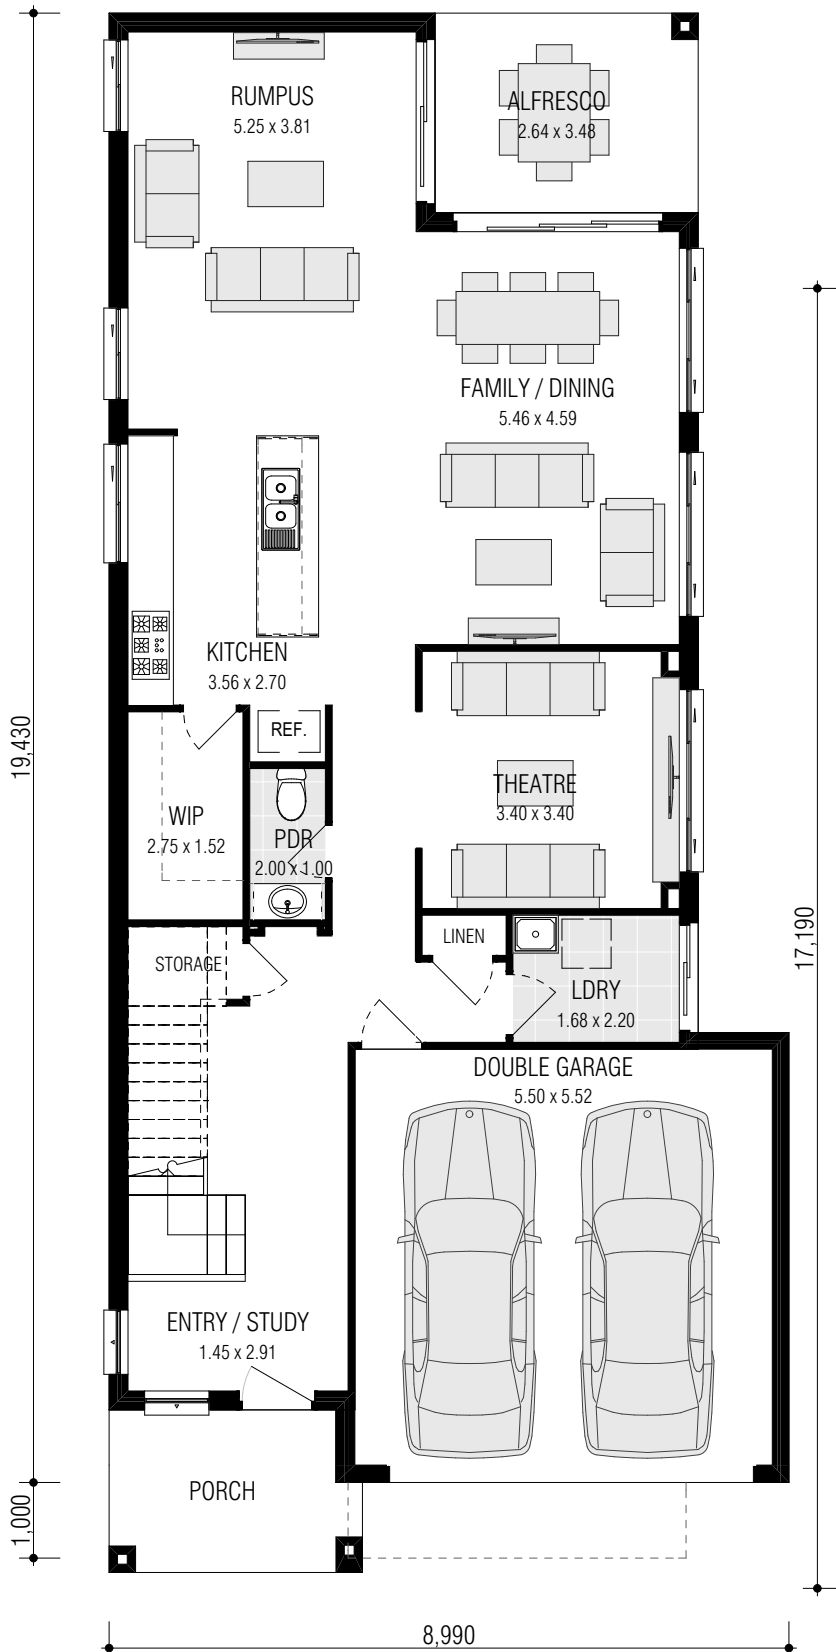 RUMPUS
5.25 x 3.81
ALFRESCO
2.64 x 3.48
FAMILY / DINING
5.46 x 4.59
KITCHEN
3.56 x 2.70
REF.
19,430
THEATRE
3.40 x 3.40
WIP
2.75 x 1.52
PDR
2.00 x 1.00
LINEN
17,190
STORAGE
LDRY
1.68 x 2.20
DOUBLE GARAGE
5.50 x 5.52
ENTRY / STUDY
1.45 x 2.91
PORCH
1,000
8,990